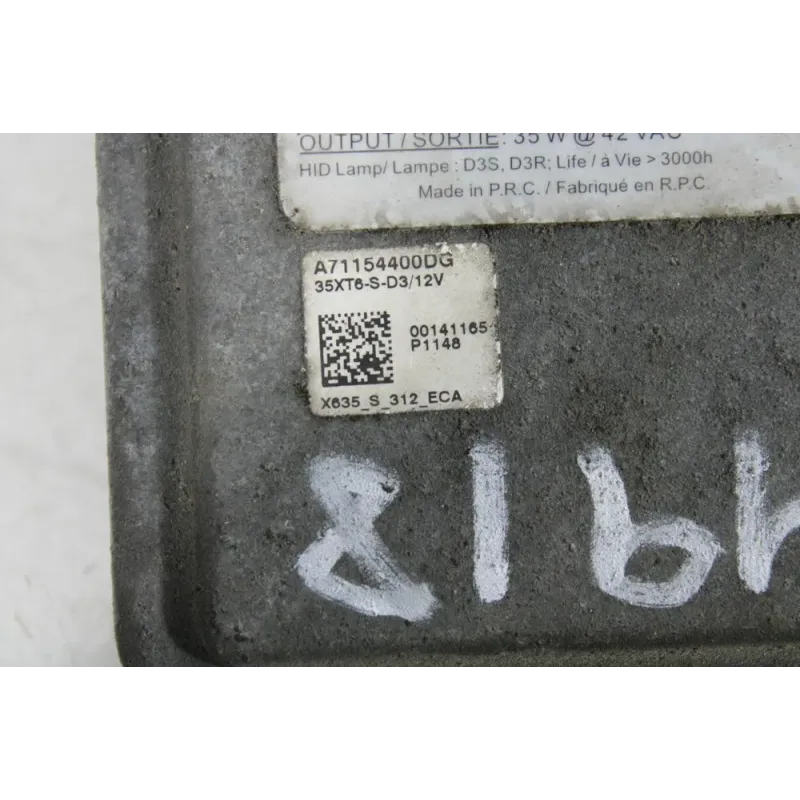 OUTPUT / SORTIE: 35 W @ 42 VAC
HID Lamp/ Lampe : D3S, D3R; Life / à Vie > 3000h
Made in P.R.C. / Fabriqué en R.P.C.
A71154400DG
35XT6-S-D3/12V
00141165
P1148
X635_S_312_ECA